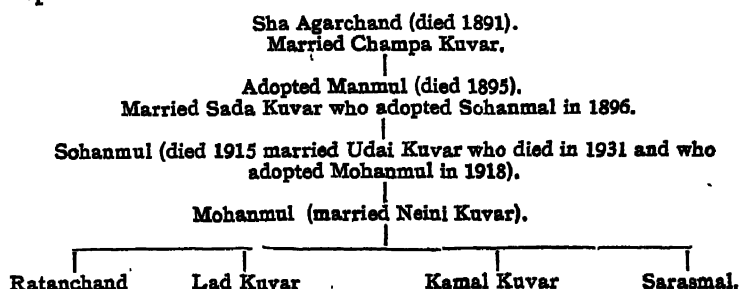 Sha Agarchand (died 1891).
Married Champa Kuvar.
Adopted Manmul (died 1895).
Married Sada Kuvar who adopted Sohanmal in 1896.
Sohanmul (died 1915 married Udai Kuvar who died in 1931 and who
adopted Mohanmul in 1918).
Mohanmul (married Neini Kuvar).
Ratanchand Lad Kuvar Kamal Kuvar Sarasmal.